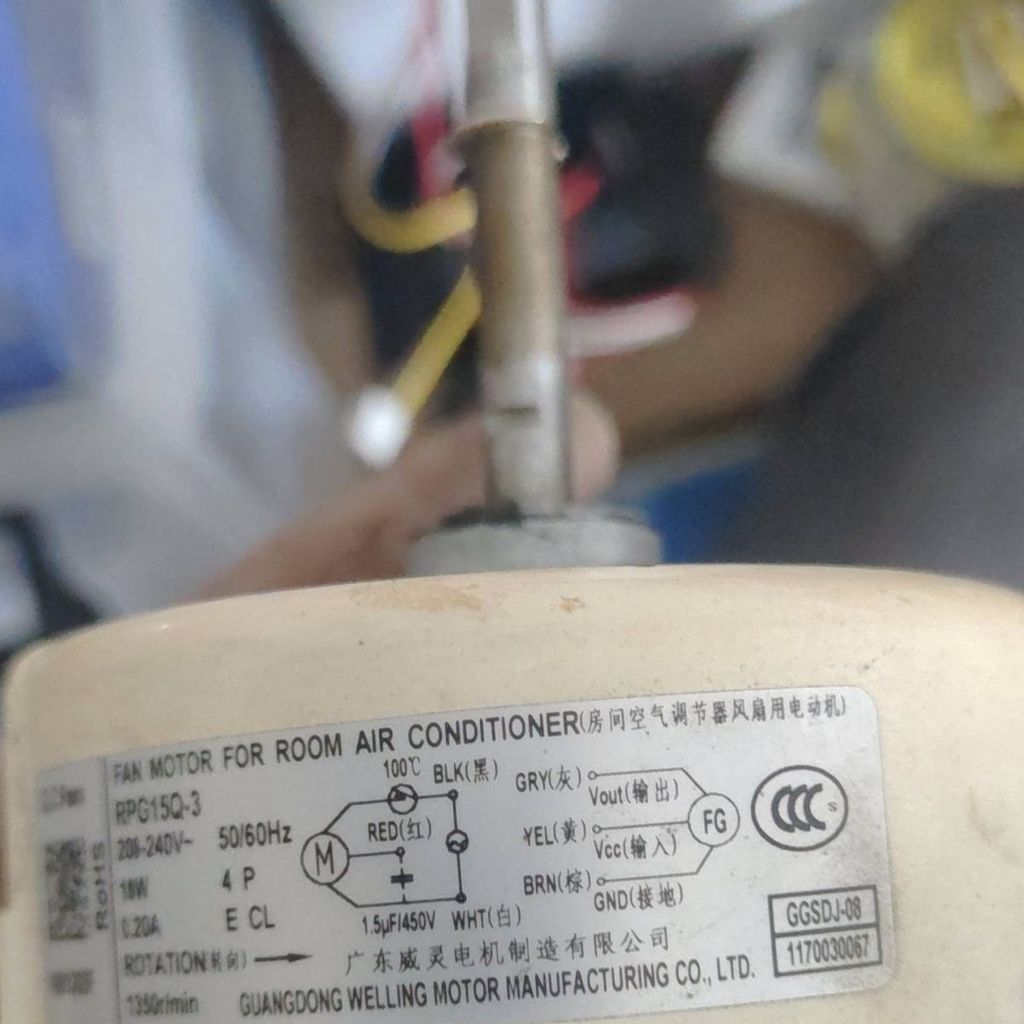 FAN MOTOR FOR ROOM AIR CONDITIONER(房间空气调节器风扇用电动机)
RPG15Q-3
208-240V~ 50/60Hz
4 P
0.20A E CL
ROTATION(转向)
1350r/min
RoHS
100℃ BLK(黑)
RED(红)
M
1.5μF/450V WHT(白)
GRY(灰)
Vout(输出)
YEL(黄)
Vcc(输入)
BRN(棕)
GND(接地)
FG
CCC S
GGSDJ-08
1170030067
广东威灵电机制造有限公司
GUANGDONG WELLING MOTOR MANUFACTURING CO., LTD.